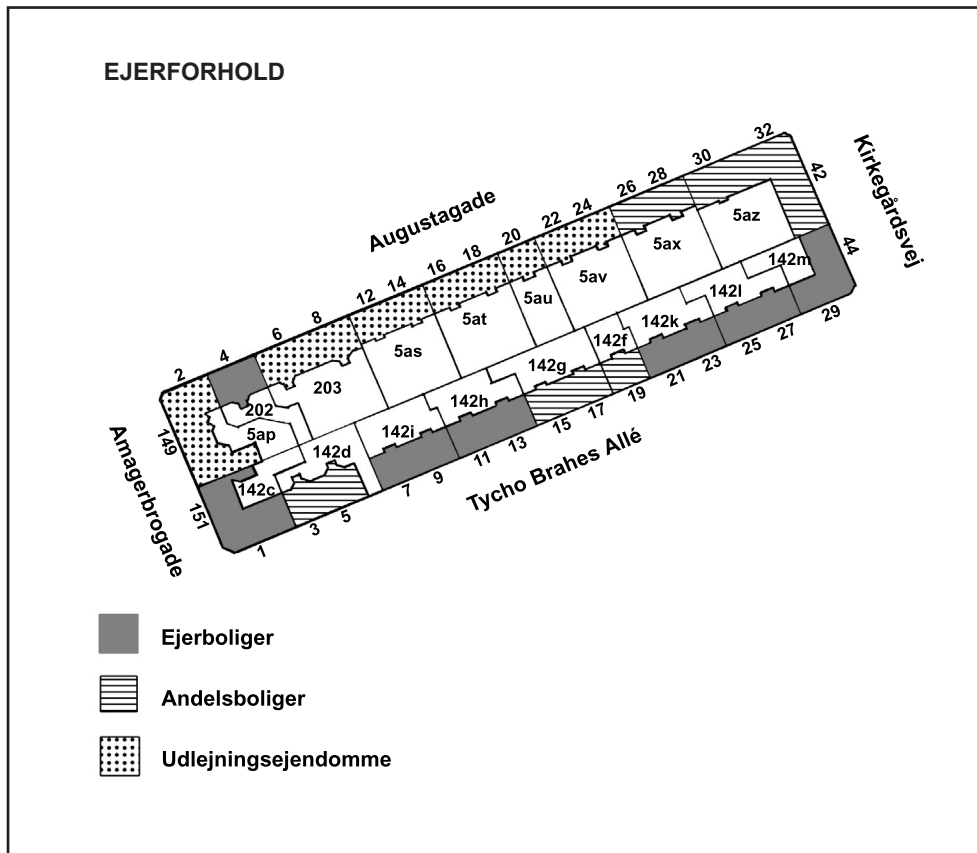 EJERFORHOLD
Augustagade
Kirkegårdsvej
Amagerbrogade
Tycho Brahes Allé
2
4
6
8
12
14
16
18
20
22
24
26
28
30
32
42
44
149
151
1
3
5
7
9
11
13
15
17
19
21
23
25
27
29
202
5ap
203
5as
5at
5au
5av
5ax
5az
142c
142d
142i
142h
142g
142f
142k
142l
142m
Ejerboliger
Andelsboliger
Udlejningsejendomme